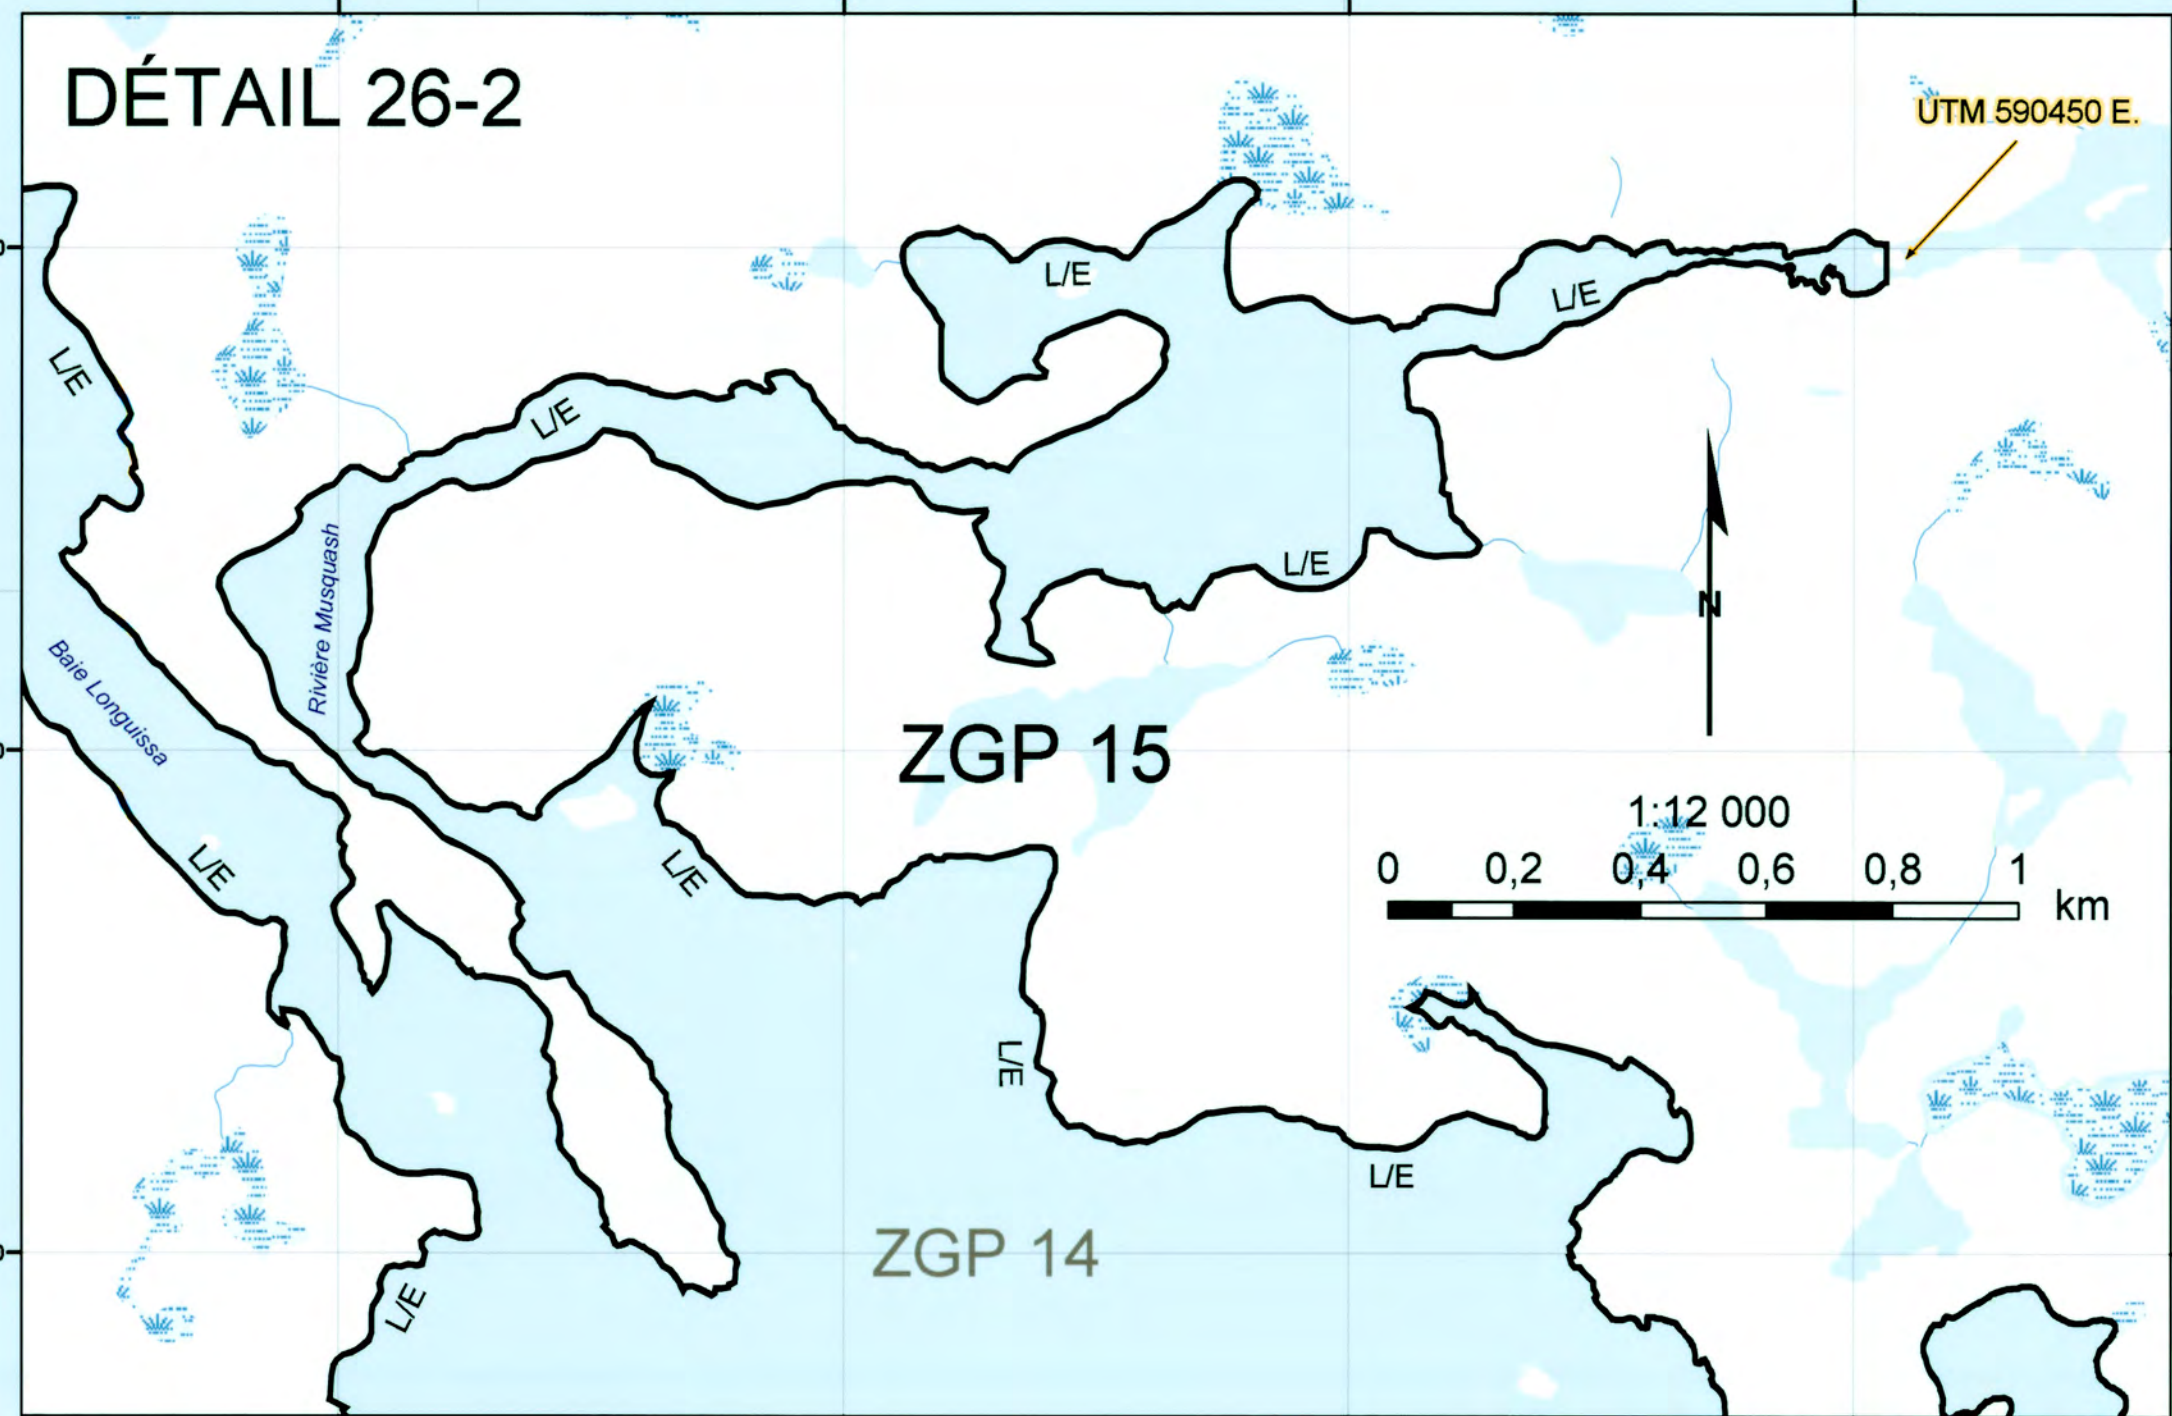 DÉTAIL 26-2
UTM 590450 E.
L/E
L/E
L/E
L/E
L/E
Rivière Musquash
Baie Longuissa
N
ZGP 15
1:12 000
0 0,2 0,4 0,6 0,8 1
km
L/E
L/E
L/E
L/E
ZGP 14
L/E